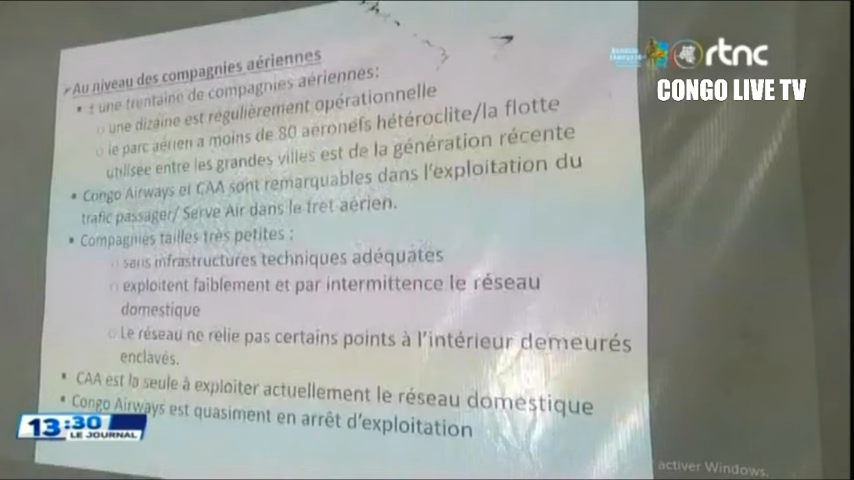 rtnc
CONGO LIVE TV
➢Au niveau des compagnies aériennes
▪ ± une trentaine de compagnies aériennes:
o une dizaine est régulièrement opérationnelle
o le parc aérien a moins de 80 aéronefs hétéroclite/la flotte
utilisée entre les grandes villes est de la génération récente
▪ Congo Airways et CAA sont remarquables dans l'exploitation du
trafic passager/ Serve Air dans le fret aérien.
▪ Compagnies tailles très petites :
o sans infrastructures techniques adéquates
o exploitent faiblement et par intermittence le réseau
domestique
o Le réseau ne relie pas certains points à l'intérieur demeurés
enclavés.
▪ CAA est la seule à exploiter actuellement le réseau domestique
▪ Congo Airways est quasiment en arrêt d'exploitation
13:30
LE JOURNAL
activer Windows.